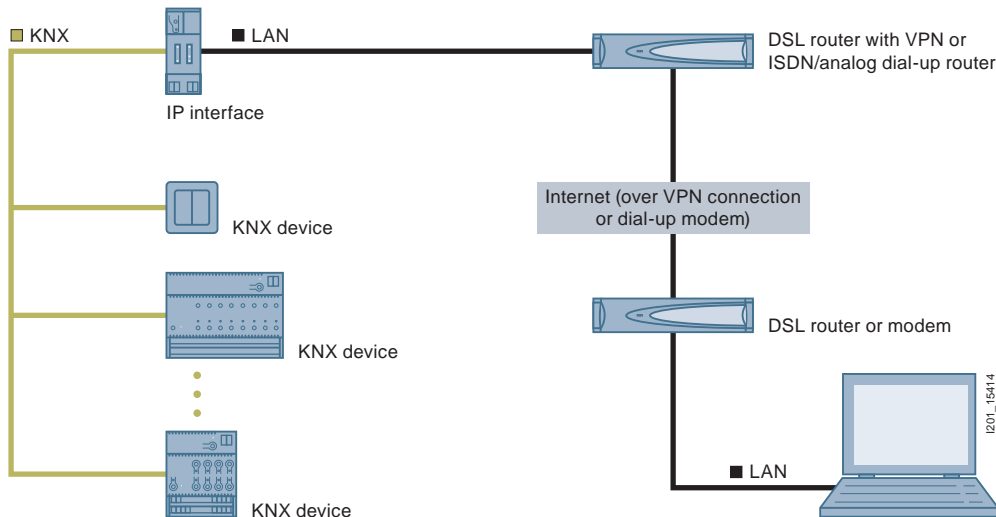 KNX
LAN
DSL router with VPN or
ISDN/analog dial-up router
IP interface
Internet (over VPN connection
or dial-up modem)
KNX device
KNX device
DSL router or modem
I201_15414
LAN
KNX device